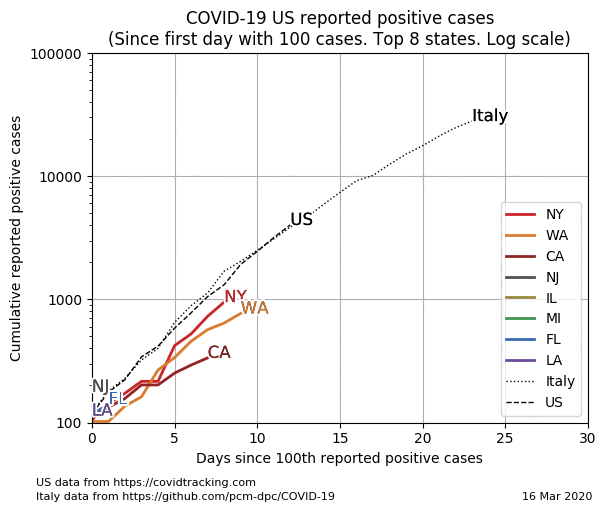 COVID-19 US reported positive cases
(Since first day with 100 cases. Top 8 states. Log scale)
Cumulative reported positive cases
100000
10000
1000
100
Italy
US
NY
WA
CA
NJ
FL
LA
NY
WA
CA
NJ
IL
MI
FL
LA
Italy
US
0
5
10
15
20
25
30
Days since 100th reported positive cases
US data from https://covidtracking.com
Italy data from https://github.com/pcm-dpc/COVID-19
16 Mar 2020